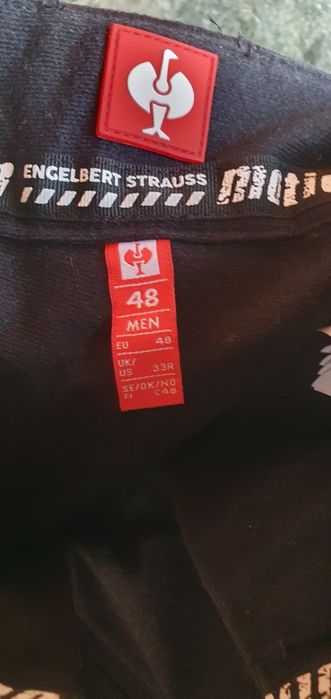 ENGELBERT STRAUSS
48
MEN
EU 48
UK/
US 33R
SE/DK/NO
FI C48